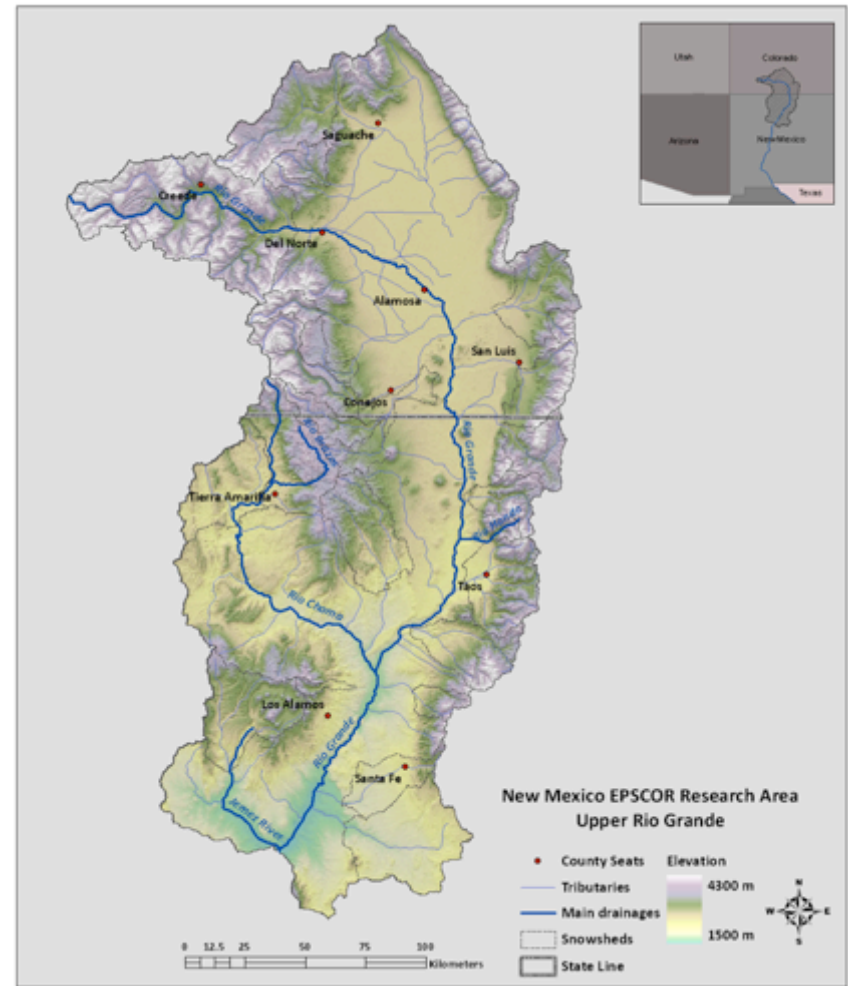 Utah
Colorado
Arizona
New Mexico
Texas
Saguache
Creede
Rio Grande
Del Norte
Alamosa
San Luis
Conejos
Rio Grande
Tierra Amarilla
Rio Hondo
Taos
Rio Chama
Los Alamos
Rio Grande
Santa Fe
Jemez River
New Mexico EPSCOR Research Area
Upper Rio Grande
County Seats
Elevation
Tributaries
4300 m
Main drainages
1500 m
Snowsheds
State Line
N
W
E
S
0 12.5 25 50 75 100
Kilometers